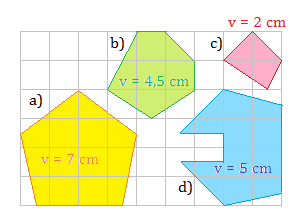 v = 2 cm
b)
c)
v = 4,5 cm
a)
v = 7 cm
v = 5 cm
d)